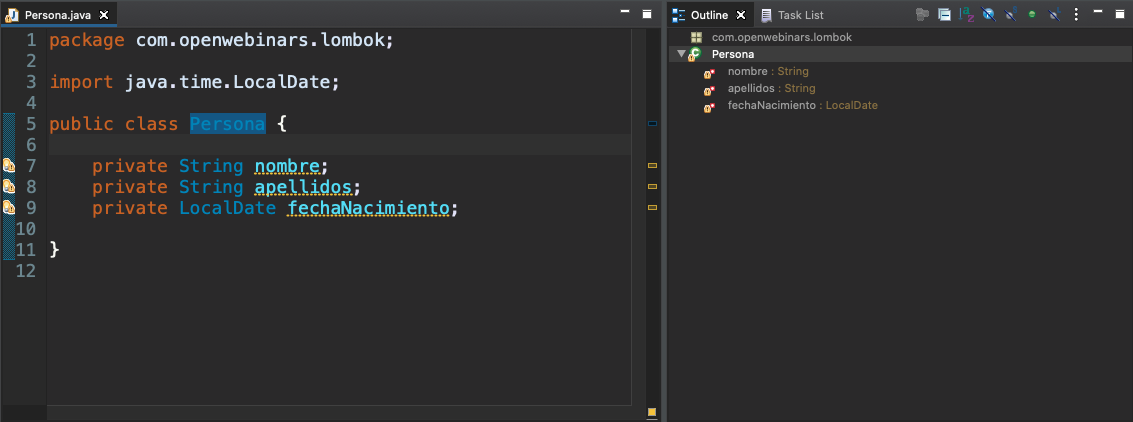 Persona.java
1 package com.openwebinars.lombok;
2
3 import java.time.LocalDate;
4
5 public class Persona {
6
7 private String nombre;
8 private String apellidos;
9 private LocalDate fechaNacimiento;
10
11 }
12
Outline Task List
com.openwebinars.lombok
Persona
nombre : String
apellidos : String
fechaNacimiento : LocalDate